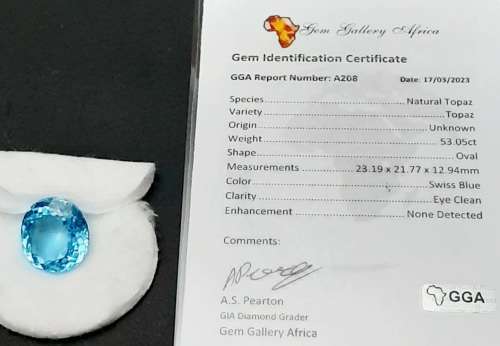 Gem Gallery Africa
Gem Identification Certificate
GGA Report Number: A208 Date: 17/03/2023
Species Natural Topaz
Variety Topaz
Origin Unknown
Weight 53.05ct
Shape Oval
Measurements 23.19 x 21.77 x 12.94mm
Color Swiss Blue
Clarity Eye Clean
Enhancement None Detected
Comments:
A.S. Pearton
GIA Diamond Grader
Gem Gallery Africa
GGA